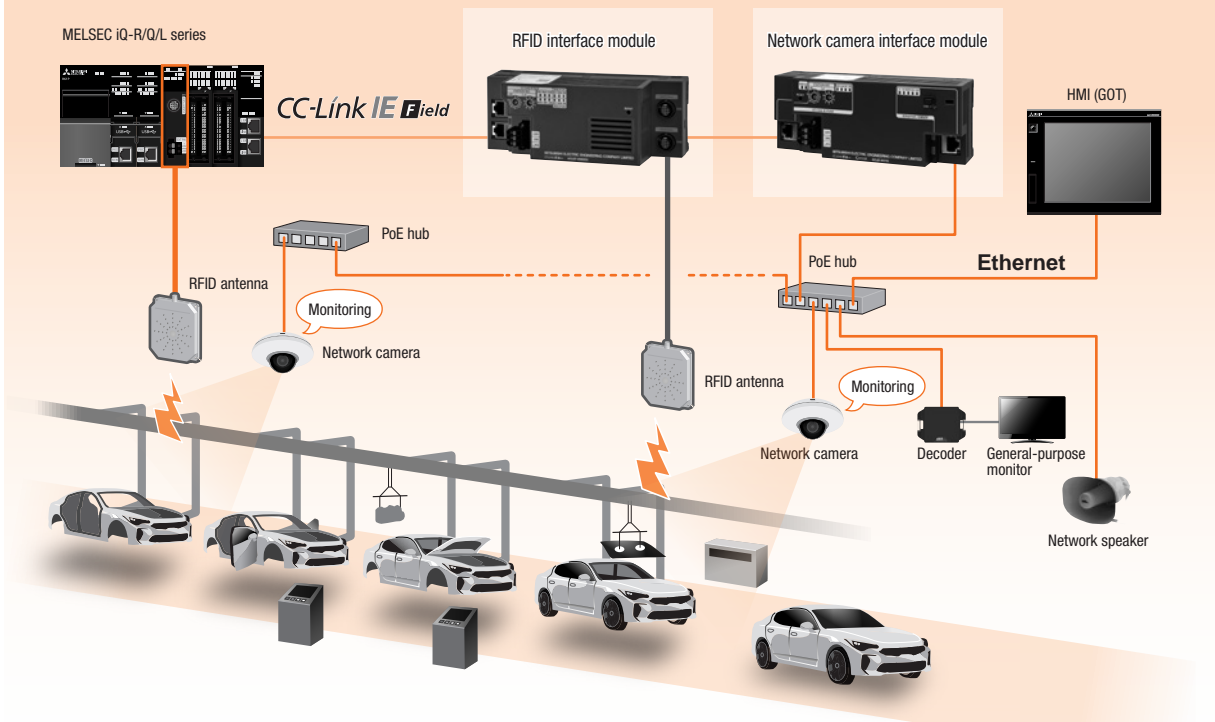 MELSEC iQ-R/Q/L series
RFID interface module
Network camera interface module
HMI (GOT)
CC-Link IE Field
PoE hub
PoE hub
Ethernet
RFID antenna
Monitoring
Network camera
RFID antenna
Monitoring
Network camera
Decoder
General-purpose
monitor
Network speaker